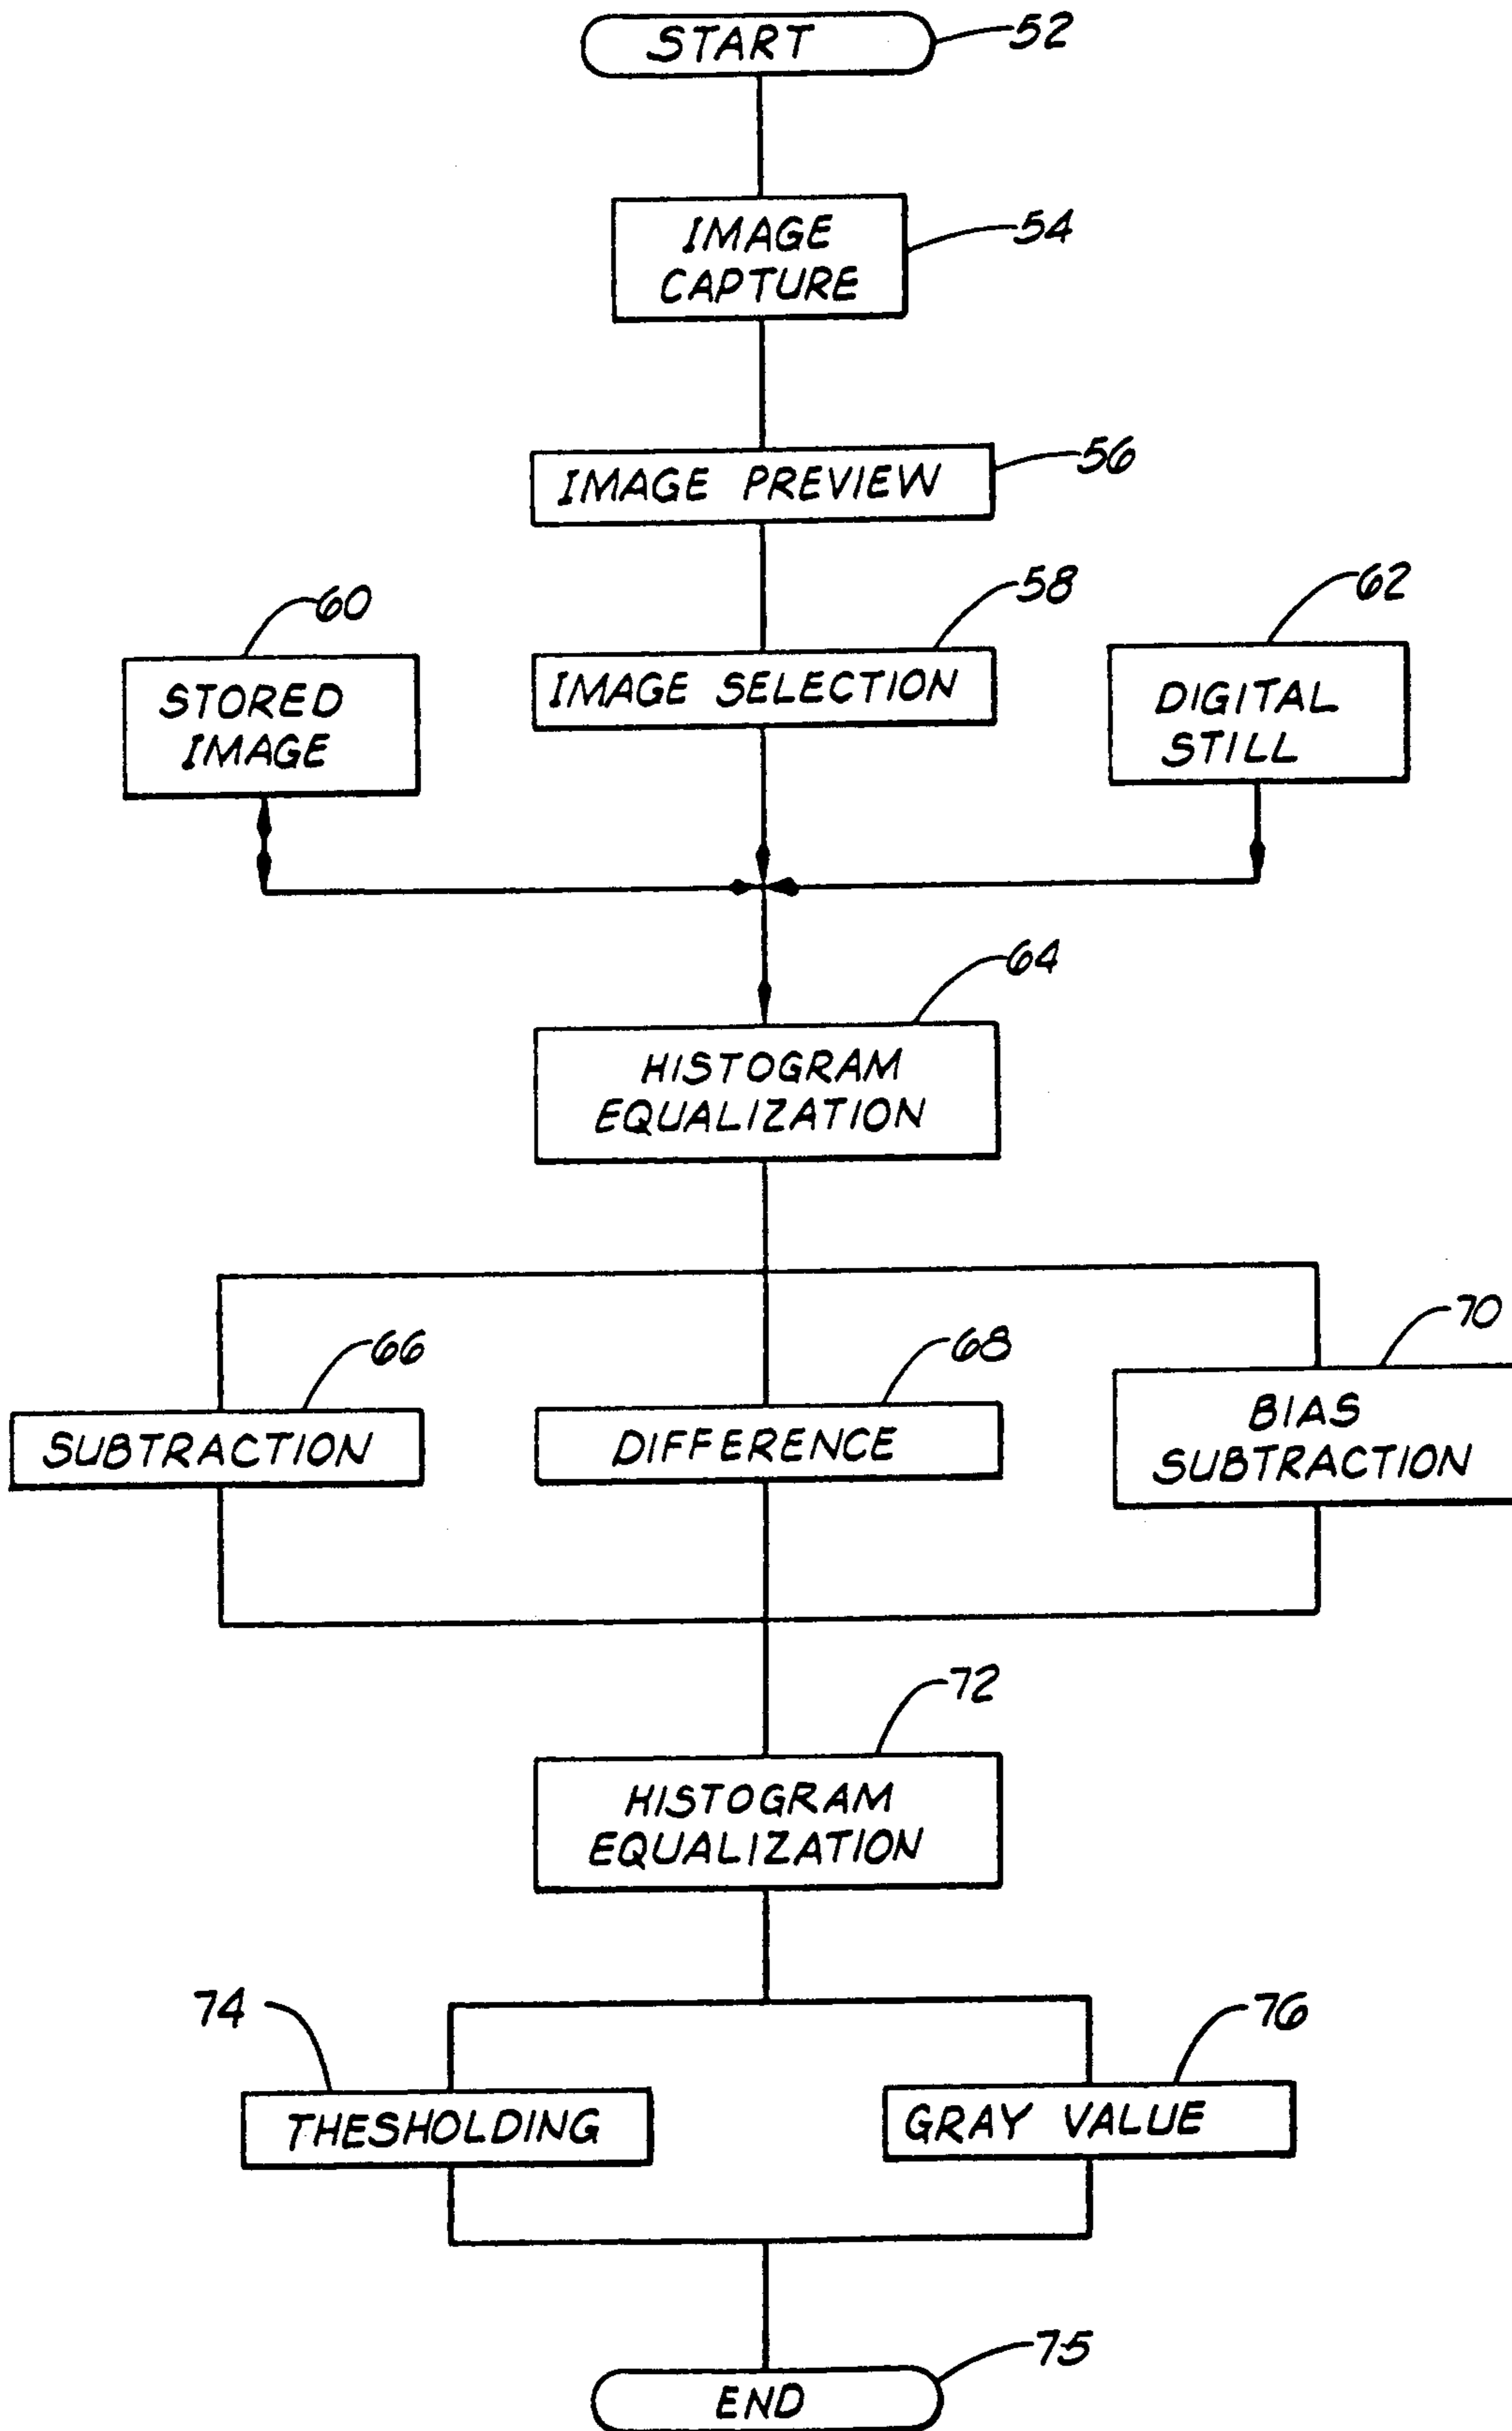 START
52
IMAGE
CAPTURE
54
IMAGE PREVIEW
56
60
STORED
IMAGE
58
IMAGE SELECTION
62
DIGITAL
STILL
64
HISTOGRAM
EQUALIZATION
66
SUBTRACTION
68
DIFFERENCE
70
BIAS
SUBTRACTION
72
HISTOGRAM
EQUALIZATION
74
THESHOLDING
76
GRAY VALUE
75
END